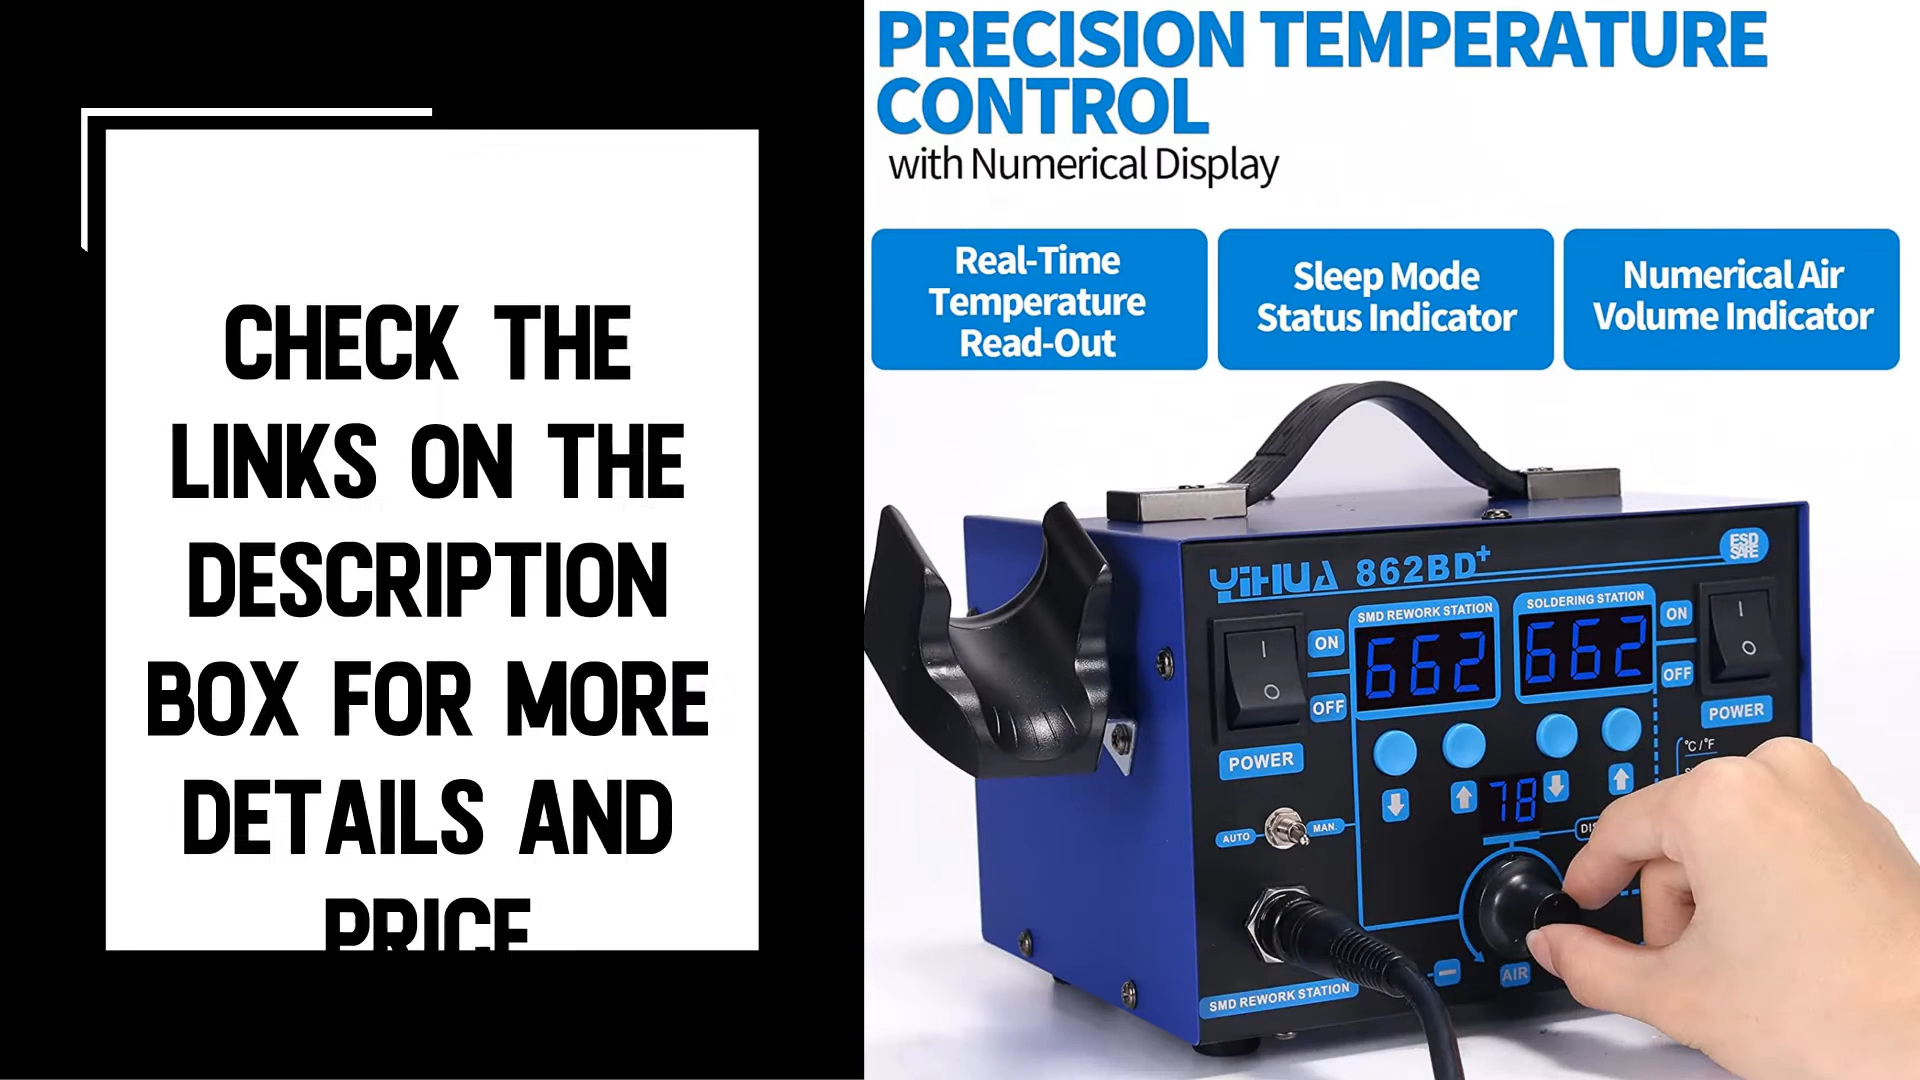 CHECK THE
LINKS ON THE
DESCRIPTION
BOX FOR MORE
DETAILS AND
PRICE
PRECISION TEMPERATURE
CONTROL
with Numerical Display
Real-Time
Temperature
Read-Out
Sleep Mode
Status Indicator
Numerical Air
Volume Indicator
YiHUA 862BD+
ESD
SAFE
SMD REWORK STATION
SOLDERING STATION
662
662
ON
OFF
POWER
ON
OFF
POWER
°C/°F
78
AUTO
MAN.
AIR
SMD REWORK STATION